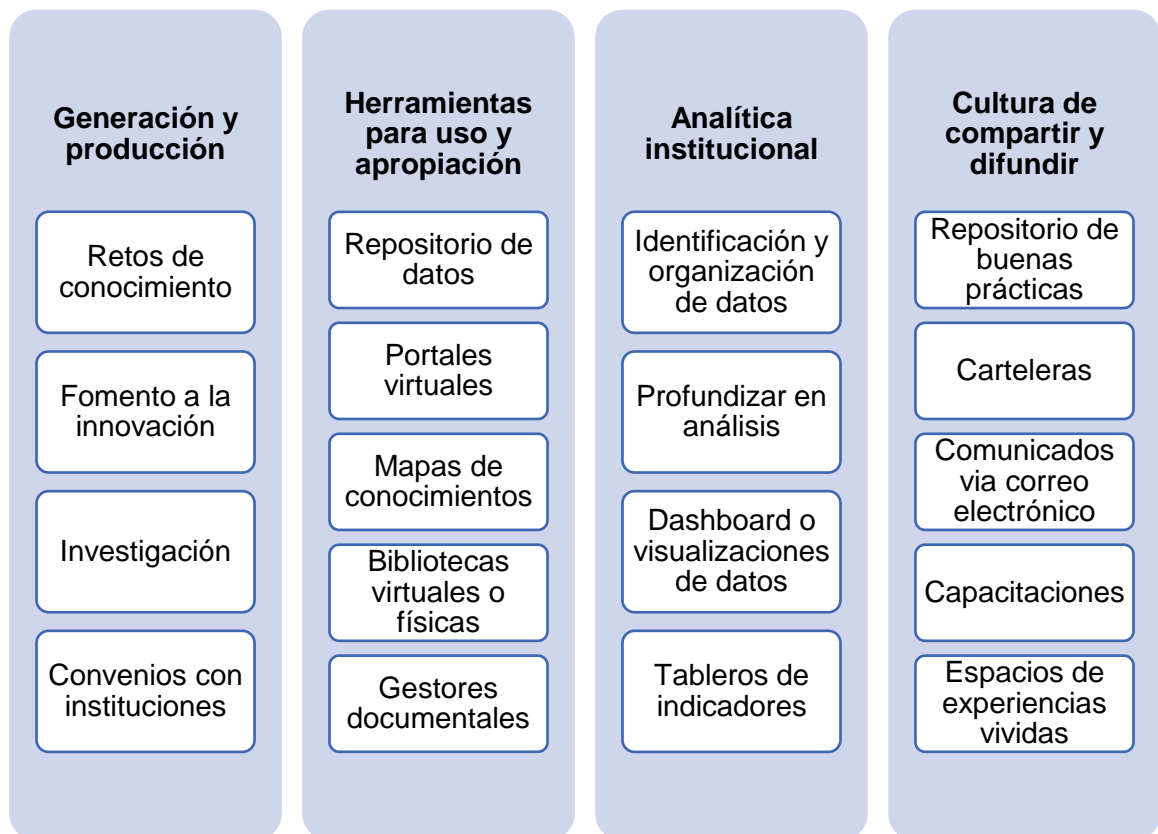 Generación y
producción
Retos de
conocimiento
Fomento a la
innovación
Investigación
Convenios con
instituciones
Herramientas
para uso y
apropiación
Repositorio de
datos
Portales
virtuales
Mapas de
conocimientos
Bibliotecas
virtuales o
físicas
Gestores
documentales
Analítica
institucional
Identificación y
organización
de datos
Profundizar en
análisis
Dashboard o
visualizaciones
de datos
Tableros de
indicadores
Cultura de
compartir y
difundir
Repositorio de
buenas
prácticas
Carteleras
Comunicados
via correo
electrónico
Capacitaciones
Espacios de
experiencias
vividas